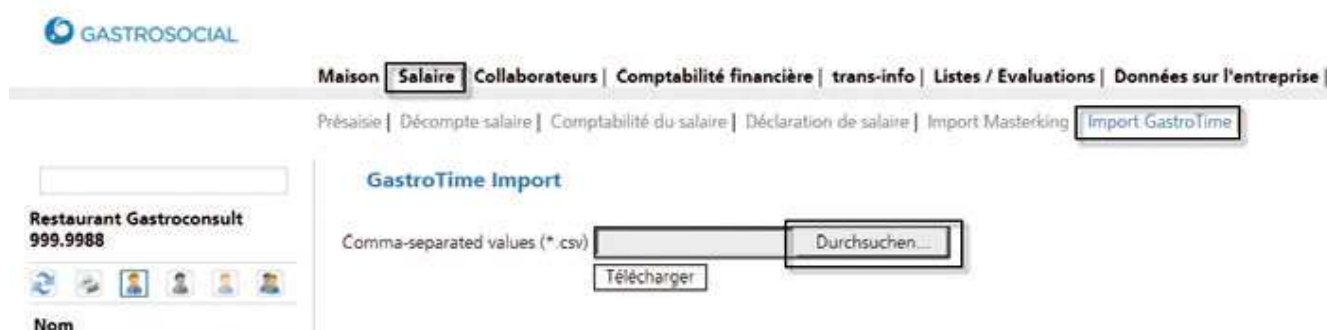 GASTROSOCIAL
Maison Salaire | Collaborateurs | Comptabilité financière | trans-info | Listes / Evaluations | Données sur l'entreprise |
Présaisie | Décompte salaire | Comptabilité du salaire | Déclaration de salaire | Import Masterking Import GastroTime
GastroTime Import
Restaurant Gastroconsult
999.9988
Comma-separated values (*.csv) Durchsuchen...
Télécharger
Nom